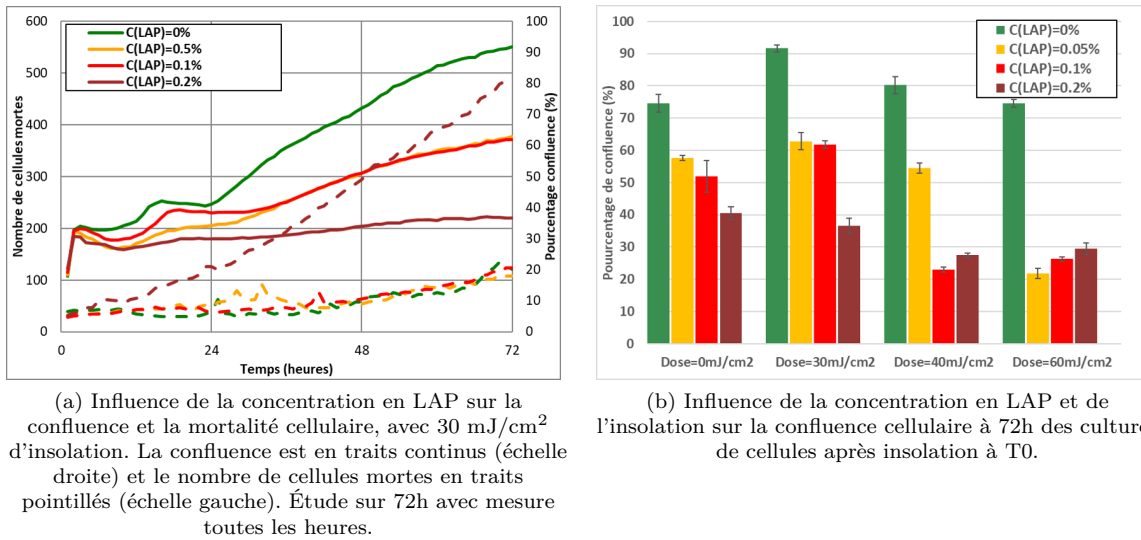 600
500
400
300
200
100
0
Nombre de cellules mortes
C(LAP)=0%
C(LAP)=0.5%
C(LAP)=0.1%
C(LAP)=0.2%
100
90
80
70
60
50
40
30
20
10
0
Pourcentage confluence (%)
0
24
48
72
Temps (heures)
(a) Influence de la concentration en LAP sur la
confluence et la mortalité cellulaire, avec 30 mJ/cm²
d'insolation. La confluence est en traits continus (échelle
droite) et le nombre de cellules mortes en traits
pointillés (échelle gauche). Étude sur 72h avec mesure
toutes les heures.
100
90
80
70
60
50
40
30
20
10
0
Pouurcentage de confluence (%)
C(LAP)=0%
C(LAP)=0.05%
C(LAP)=0.1%
C(LAP)=0.2%
Dose=0mJ/cm2
Dose=30mJ/cm2
Dose=40mJ/cm2
Dose=60mJ/cm2
(b) Influence de la concentration en LAP et de
l'insolation sur la confluence cellulaire à 72h des culture
de cellules après insolation à T0.